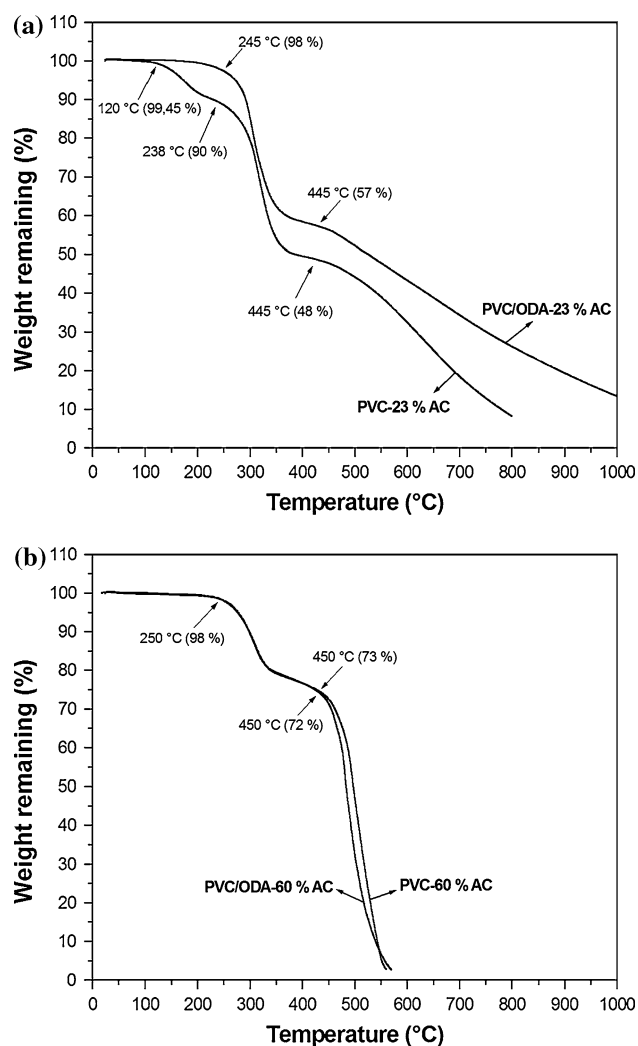 (a)
110
100
90
80
70
60
50
40
30
20
10
0
Weight remaining (%)
245 °C (98 %)
120 °C (99,45 %)
238 °C (90 %)
445 °C (57 %)
445 °C (48 %)
PVC/ODA-23 % AC
PVC-23 % AC
0 100 200 300 400 500 600 700 800 900 1000
Temperature (°C)
(b)
110
100
90
80
70
60
50
40
30
20
10
0
Weight remaining (%)
250 °C (98 %)
450 °C (73 %)
450 °C (72 %)
PVC/ODA-60 % AC
PVC-60 % AC
0 100 200 300 400 500 600 700 800 900 1000
Temperature (°C)